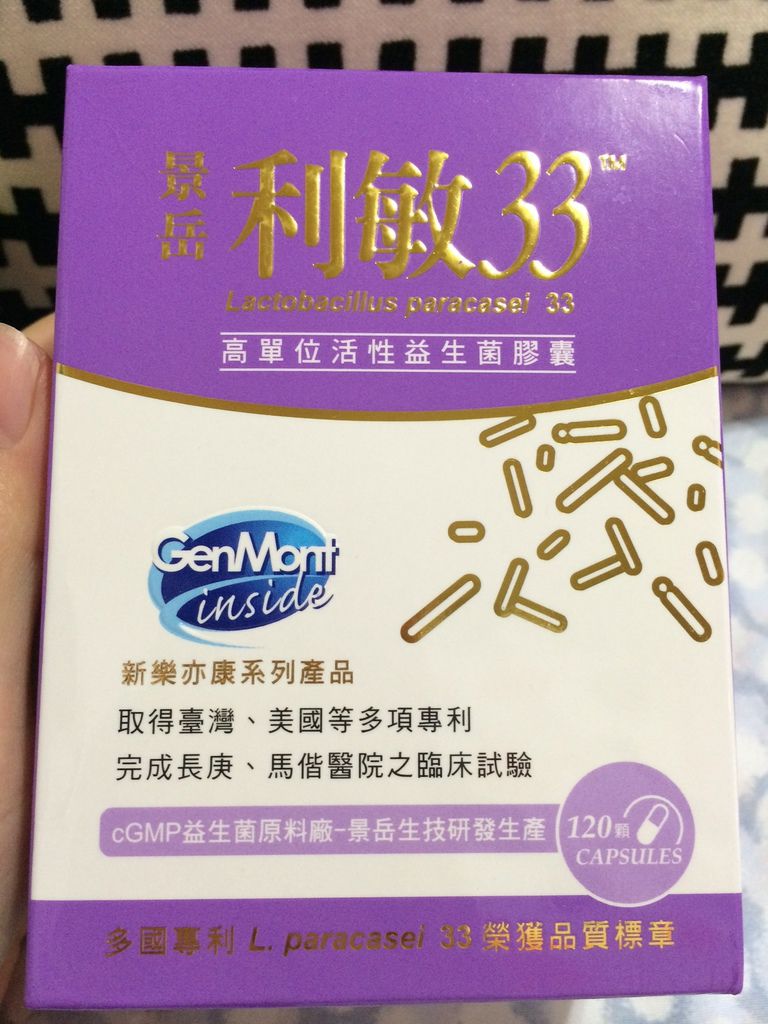 景岳 利敏33™
Lactobacillus paracasei 33
高單位活性益生菌膠囊
GenMont
inside
新樂亦康系列產品
取得臺灣、美國等多項專利
完成長庚、馬偕醫院之臨床試驗
cGMP益生菌原料廠-景岳生技研發生產
120顆
CAPSULES
多國專利 L. paracasei 33 榮獲品質標章